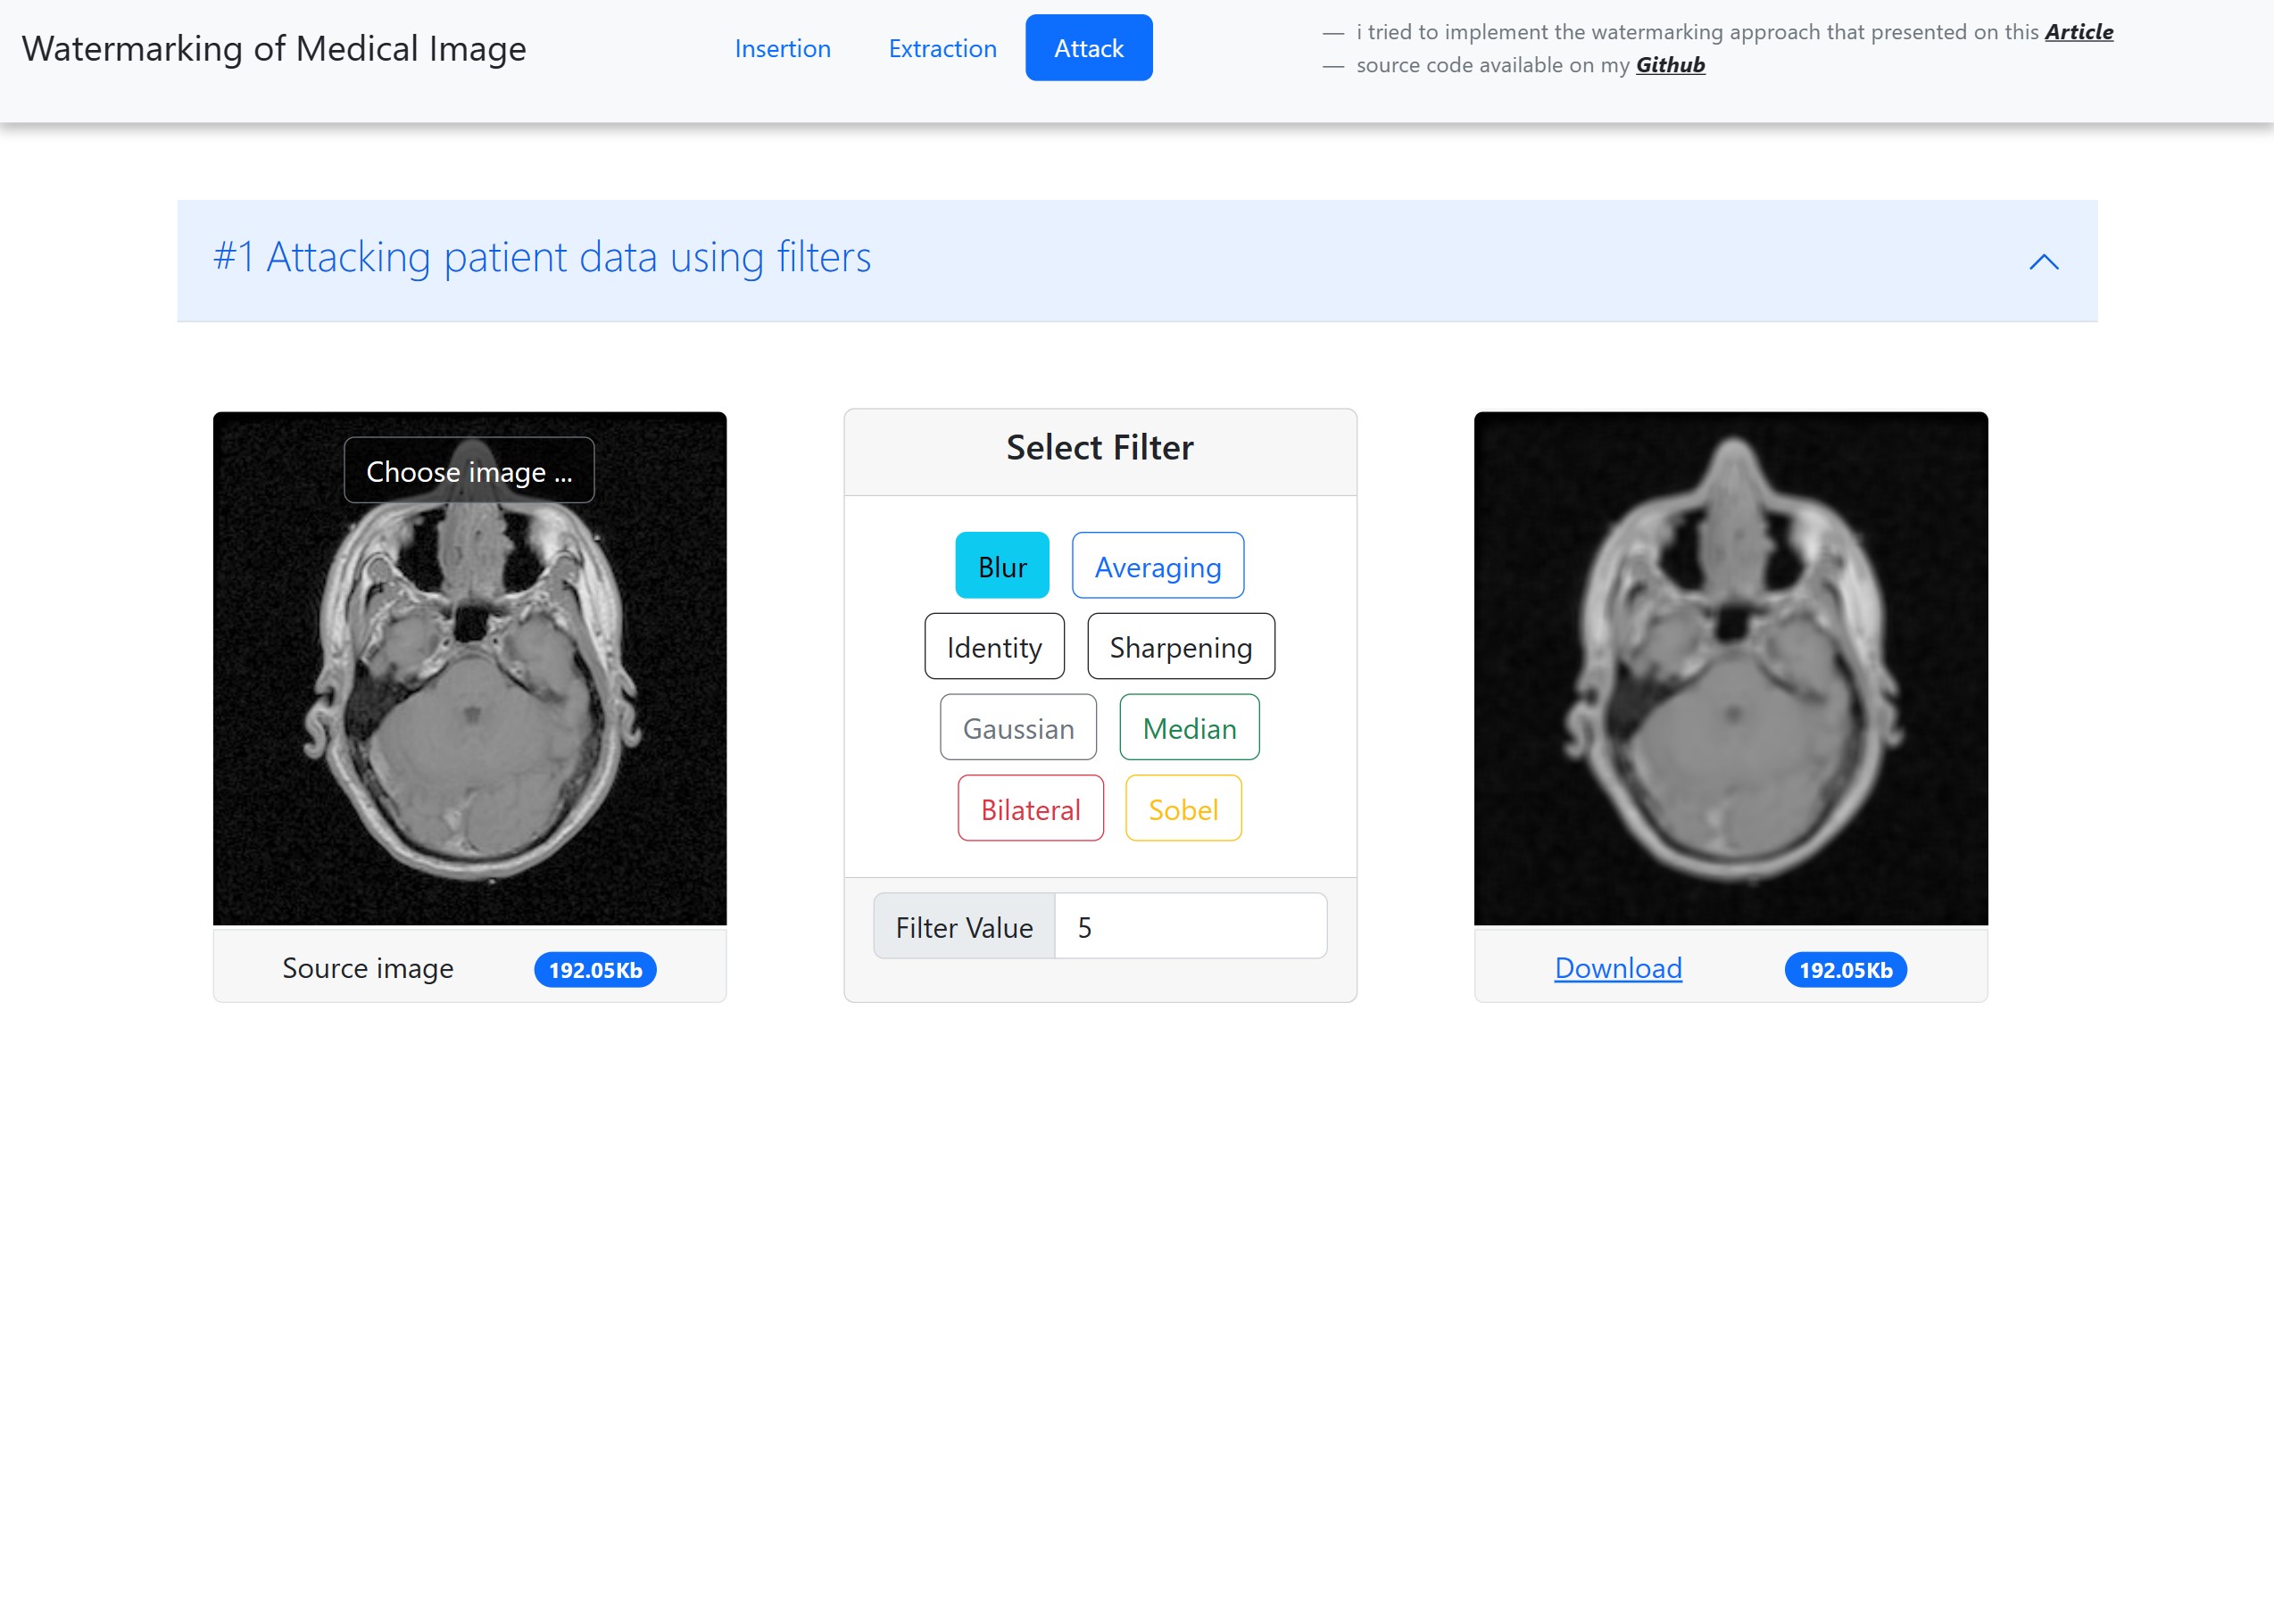 Watermarking of Medical Image
Insertion
Extraction
Attack
— i tried to implement the watermarking approach that presented on this Article
— source code available on my Github
#1 Attacking patient data using filters
Choose image ...
Source image
192.05Kb
Select Filter
Blur
Averaging
Identity
Sharpening
Gaussian
Median
Bilateral
Sobel
Filter Value
5
Download
192.05Kb